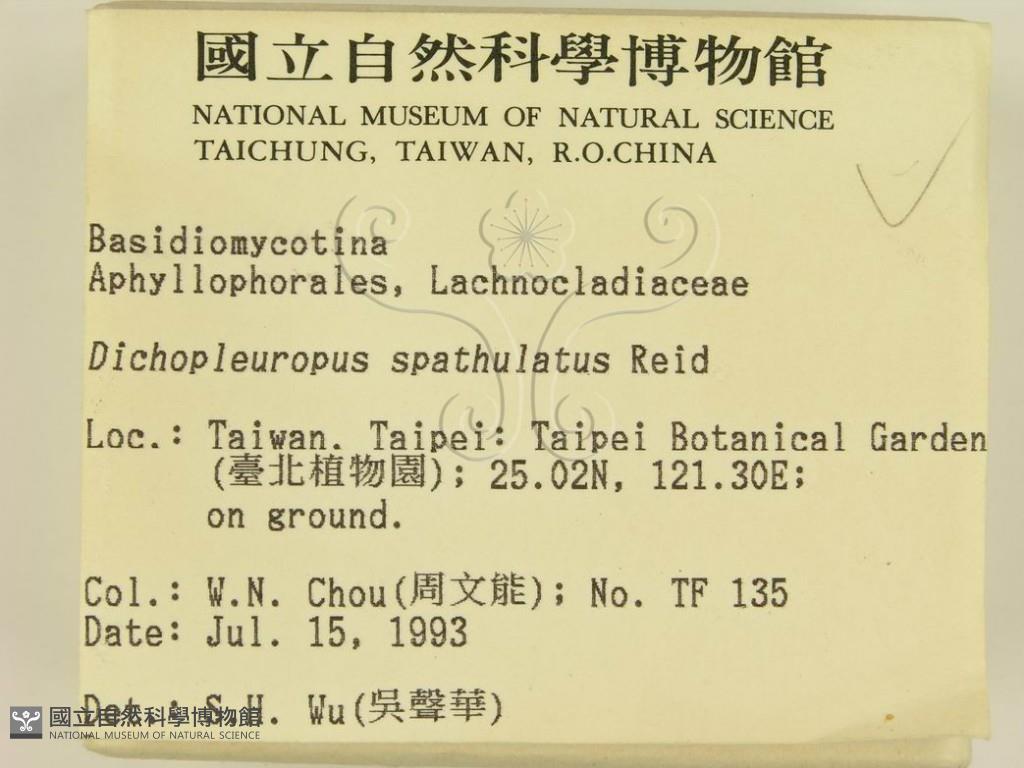 國立自然科學博物館
NATIONAL MUSEUM OF NATURAL SCIENCE
TAICHUNG, TAIWAN, R.O.CHINA
Basidiomycotina
Aphyllophorales, Lachnocladiaceae
Dichopleuropus spathulatus Reid
Loc.: Taiwan. Taipei: Taipei Botanical Garden
(臺北植物園); 25.02N, 121.30E;
on ground.
Col.: W.N. Chou(周文能); No. TF 135
Date: Jul. 15, 1993
Det.: S.H. Wu(吳聲華)
國立自然科學博物館
NATIONAL MUSEUM OF NATURAL SCIENCE